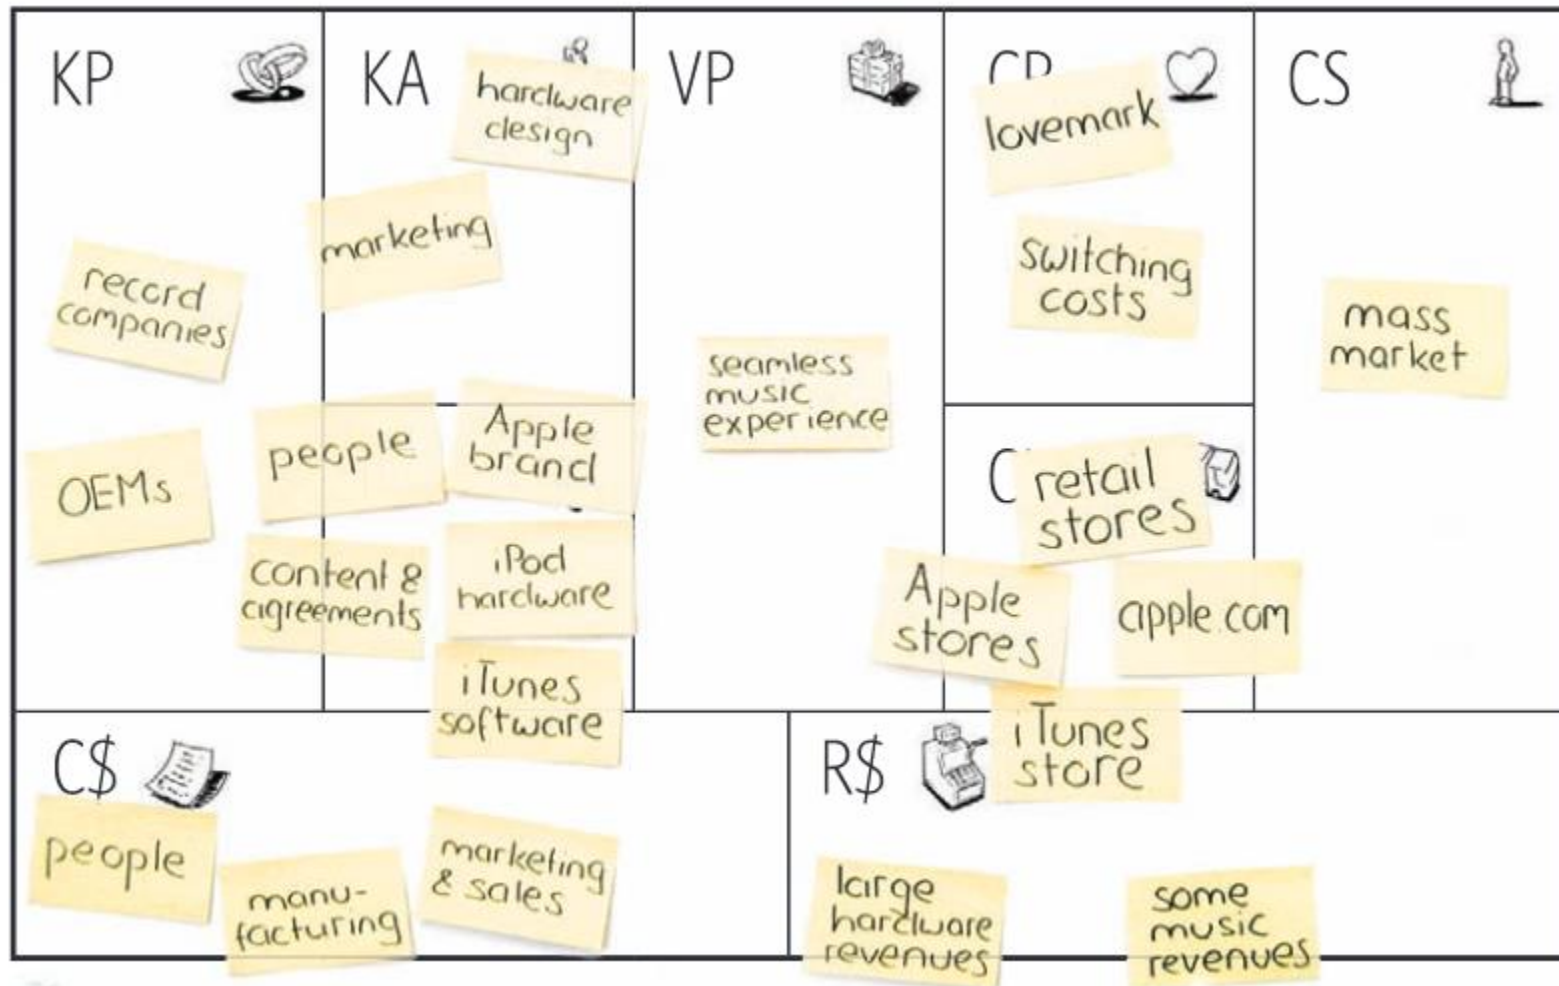 KP
KA
VP
CS
hardware
design
marketing
record
companies
OEMs
people
Apple
brand
content &
agreements
iPod
hardware
iTunes
software
seamless
music
experience
lovemark
switching
costs
mass
market
C
retail
stores
Apple
stores
apple.com
iTunes
store
C$
people
manu-
facturing
marketing
& sales
R$
large
hardware
revenues
some
music
revenues